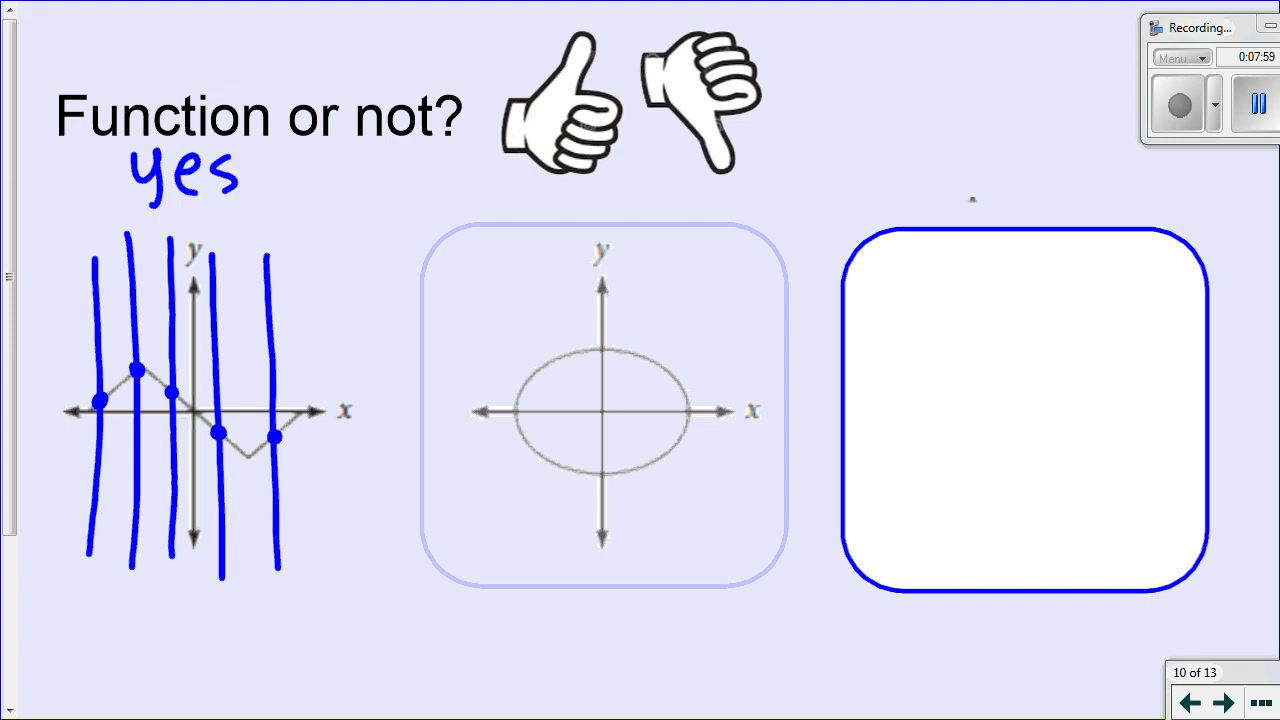 Recording...
Menu
0:07:59
Function or not?
yes
y
x
y
x
10 of 13